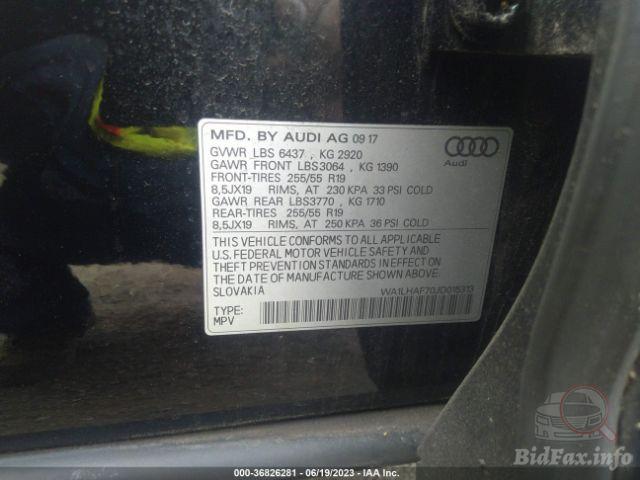 MFD. BY AUDI AG 09 17
GVWR LBS 6437 , KG 2920
GAWR FRONT LBS3064 , KG 1390
FRONT-TIRES 255/55 R19
8,5JX19 RIMS, AT 230 KPA 33 PSI COLD
GAWR REAR LBS3770 , KG 1710
REAR-TIRES 255/55 R19
8,5JX19 RIMS, AT 250 KPA 36 PSI COLD
Audi
THIS VEHICLE CONFORMS TO ALL APPLICABLE
U.S. FEDERAL MOTOR VEHICLE SAFETY AND
THEFT PREVENTION STANDARDS IN EFFECT ON
THE DATE OF MANUFACTURE SHOWN ABOVE
SLOVAKIA
WA1LHAF70JD015313
TYPE:
MPV
BidFax.info
000-36826281 - 06/19/2023 - IAA Inc.